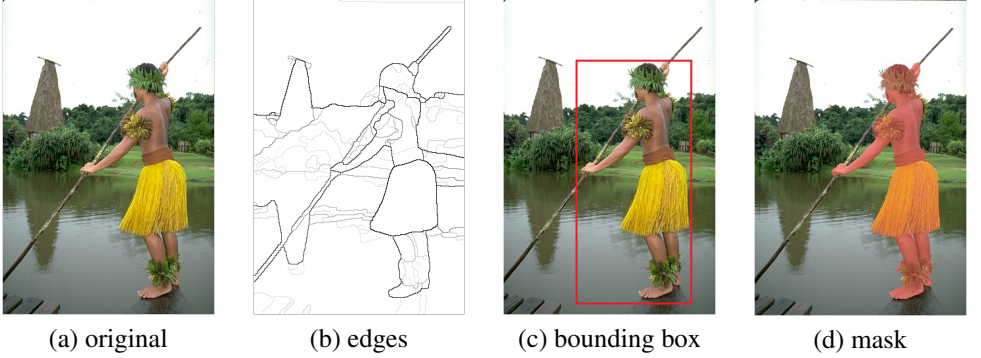 (a) original
(b) edges
(c) bounding box
(d) mask